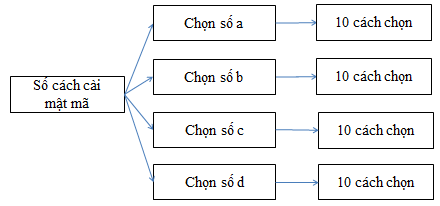 Chọn số a
10 cách chọn
Chọn số b
10 cách chọn
Số cách cài
mật mã
Chọn số c
10 cách chọn
Chọn số d
10 cách chọn